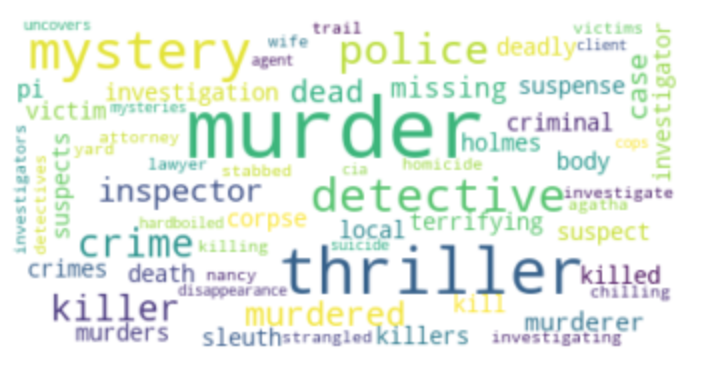 uncovers
trail
victims
mystery
wife
police
deadly
client
agent
pi
investigation
dead
missing
suspense
case
investigator
victim
mysteries
murder
criminal
attorney
holmes
cops
yard
investigators
detectives
suspects
lawyer
stabbed
cia
homicide
body
inspector
detective
investigate
agatha
hardboiled
corpse
local
terrifying
suspect
crime
killing
suicide
thriller
crimes
death
nancy
killed
disappearance
chilling
killer
murdered
kill
murders
murderer
sleuth
strangled
killers
investigating